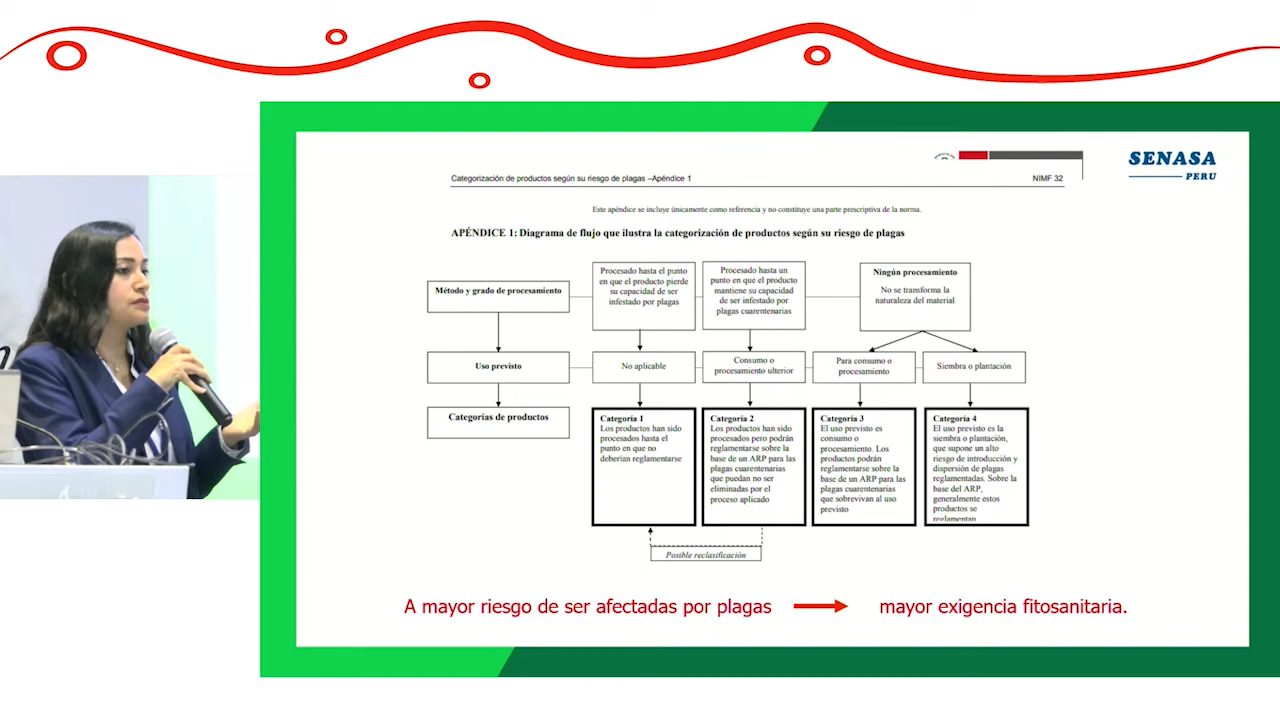 SENASA
PERU
Categorización de productos según su riesgo de plagas –Apéndice 1
NIMF 32
Este apéndice se incluye únicamente como referencia y no constituye una parte prescriptiva de la norma.
APÉNDICE 1: Diagrama de flujo que ilustra la categorización de productos según su riesgo de plagas
Método y grado de procesamiento
Procesado hasta el punto
en que el producto pierde
su capacidad de ser
infestado por plagas
Procesado hasta un
punto en que el producto
mantiene su capacidad
de ser infestado por
plagas cuarentenarias
Ningún procesamiento
No se transforma la
naturaleza del material
Uso previsto
No aplicable
Consumo o
procesamiento ulterior
Para consumo o
procesamiento
Siembra o plantación
Categorías de productos
Categoría 1
Los productos han sido
procesados hasta el
punto en que no
deberían reglamentarse
Categoría 2
Los productos han sido
procesados pero podrán
reglamentarse sobre la
base de un ARP para las
plagas cuarentenarias
que puedan no ser
eliminadas por el
proceso aplicado
Categoría 3
El uso previsto es
consumo o
procesamiento. Los
productos podrán
reglamentarse sobre la
base de un ARP para las
plagas cuarentenarias
que sobrevivan al uso
previsto
Categoría 4
El uso previsto es la
siembra o plantación,
que supone un alto
riesgo de introducción y
dispersión de plagas
reglamentadas. Sobre la
base del ARP,
generalmente estos
productos se
reglamentan
Posible reclasificación
A mayor riesgo de ser afectadas por plagas
mayor exigencia fitosanitaria.